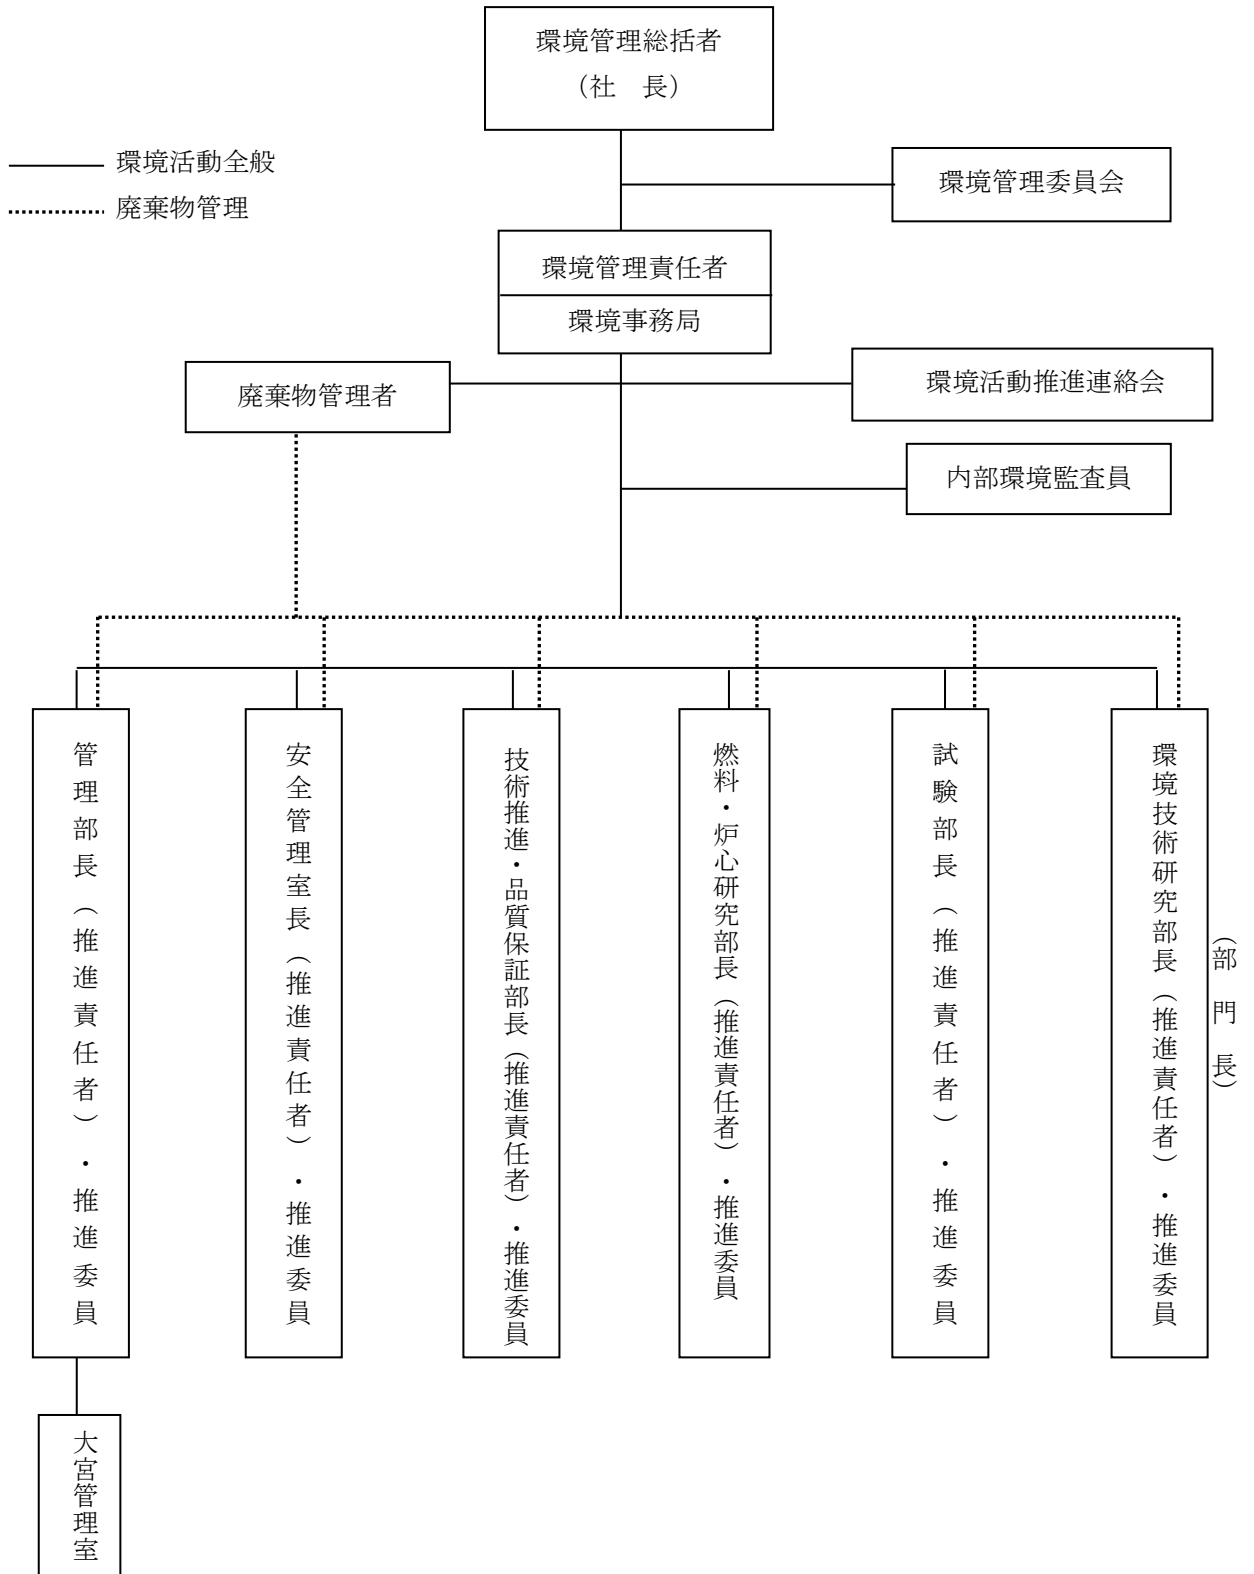 環境管理総括者
（社　長）
環境活動全般
廃棄物管理
環境管理委員会
環境管理責任者
環境事務局
廃棄物管理者
環境活動推進連絡会
内部環境監査員
管理部長（推進責任者）・推進委員
安全管理室長（推進責任者）・推進委員
技術推進・品質保証部長（推進責任者）・推進委員
燃料・炉心研究部長（推進責任者）・推進委員
試験部長（推進責任者）・推進委員
環境技術研究部長（推進責任者）・推進委員
（部　門　長）
大宮管理室